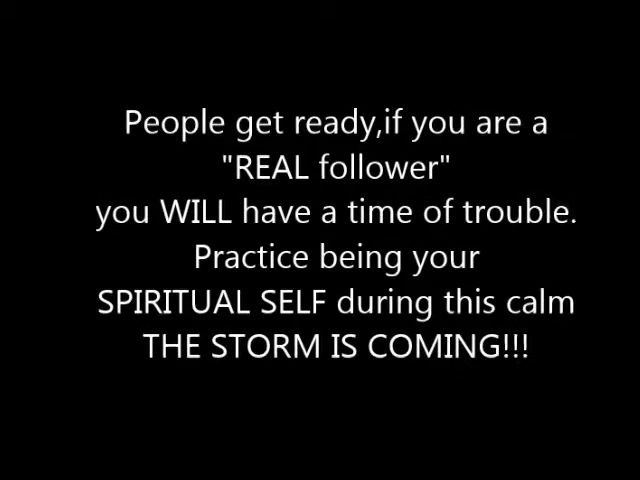 People get ready,if you are a
"REAL follower"
you WILL have a time of trouble.
Practice being your
SPIRITUAL SELF during this calm
THE STORM IS COMING!!!